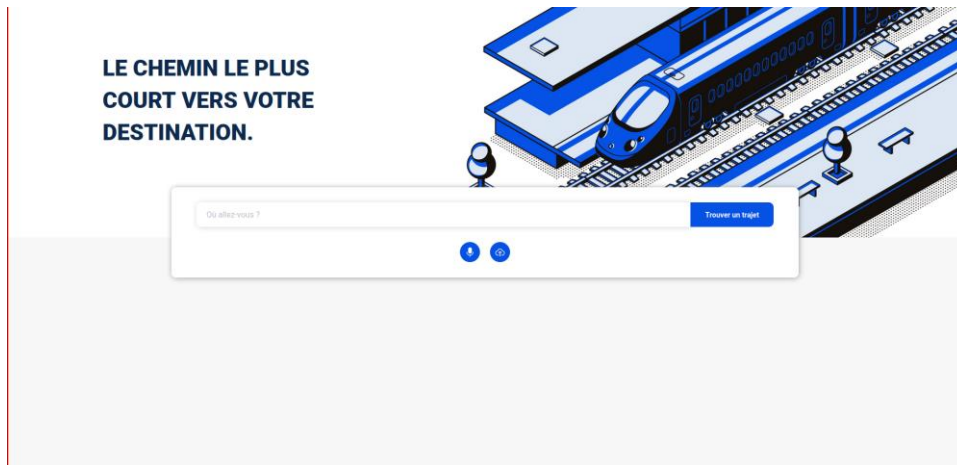 LE CHEMIN LE PLUS
COURT VERS VOTRE
DESTINATION.
Où allez-vous ?
Trouver un trajet